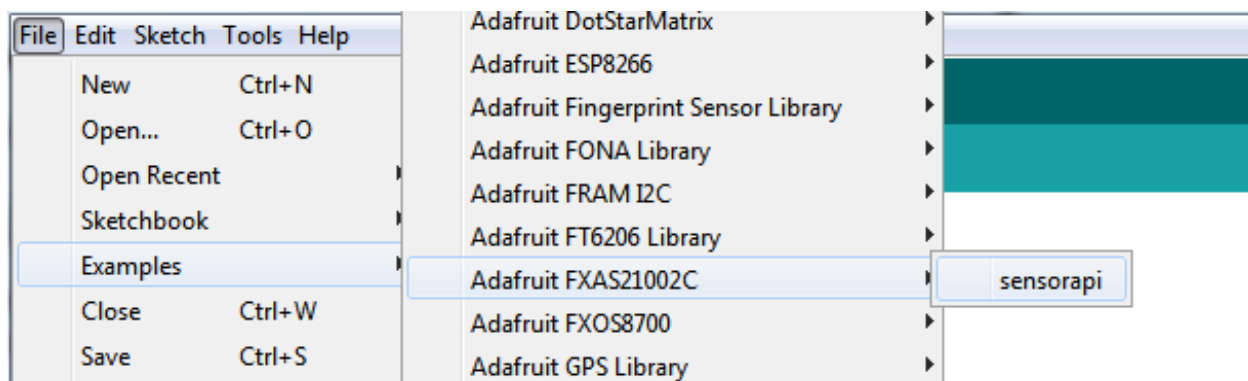 File Edit Sketch Tools Help
New Ctrl+N
Open... Ctrl+O
Open Recent
Sketchbook
Examples
Close Ctrl+W
Save Ctrl+S
Adafruit DotStarMatrix
Adafruit ESP8266
Adafruit Fingerprint Sensor Library
Adafruit FONA Library
Adafruit FRAM I2C
Adafruit FT6206 Library
Adafruit FXAS21002C
Adafruit FXOS8700
Adafruit GPS Library
sensorapi